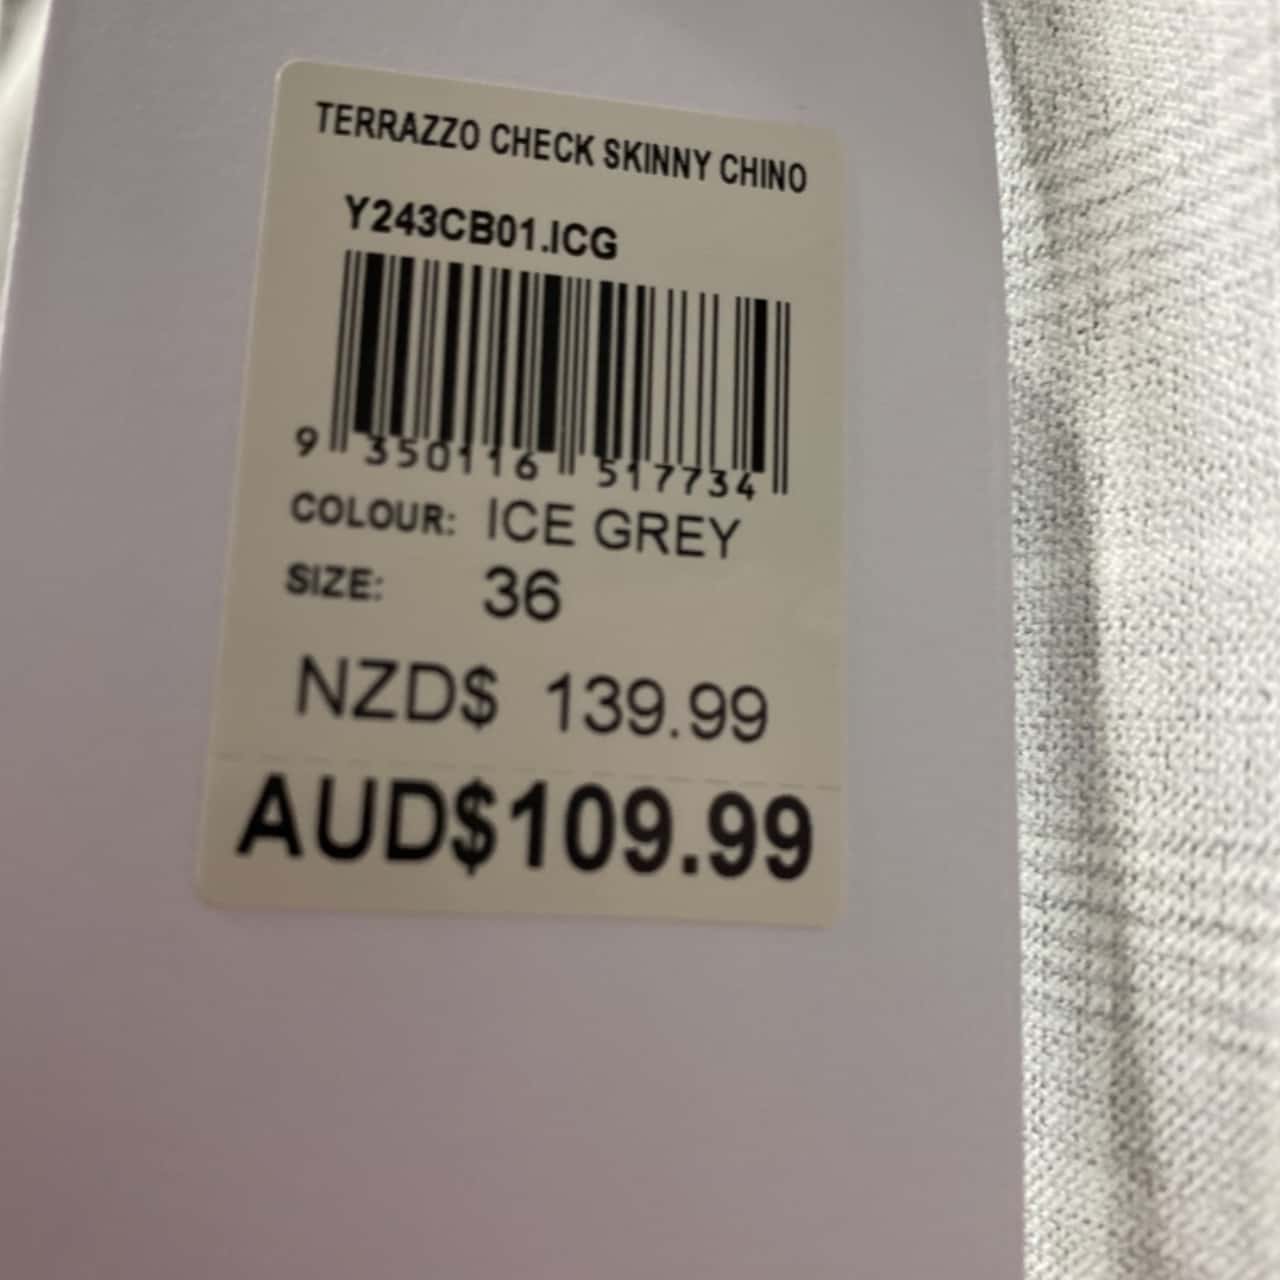 TERRAZZO CHECK SKINNY CHINO
Y243CB01.ICG
9 350116 517734
COLOUR: ICE GREY
SIZE: 36
NZD$ 139.99
AUD$109.99